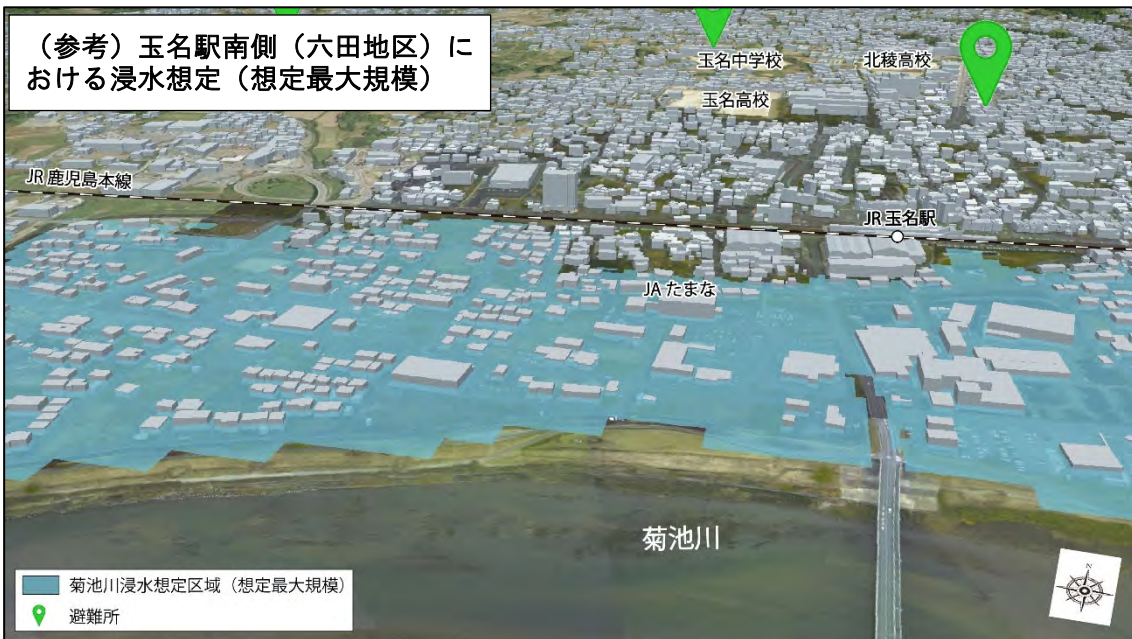 （参考）玉名駅南側（六田地区）に
おける浸水想定（想定最大規模）
玉名中学校
北稜高校
玉名高校
JR 鹿児島本線
JR 玉名駅
JA たまな
菊池川
菊池川浸水想定区域（想定最大規模）
避難所
N